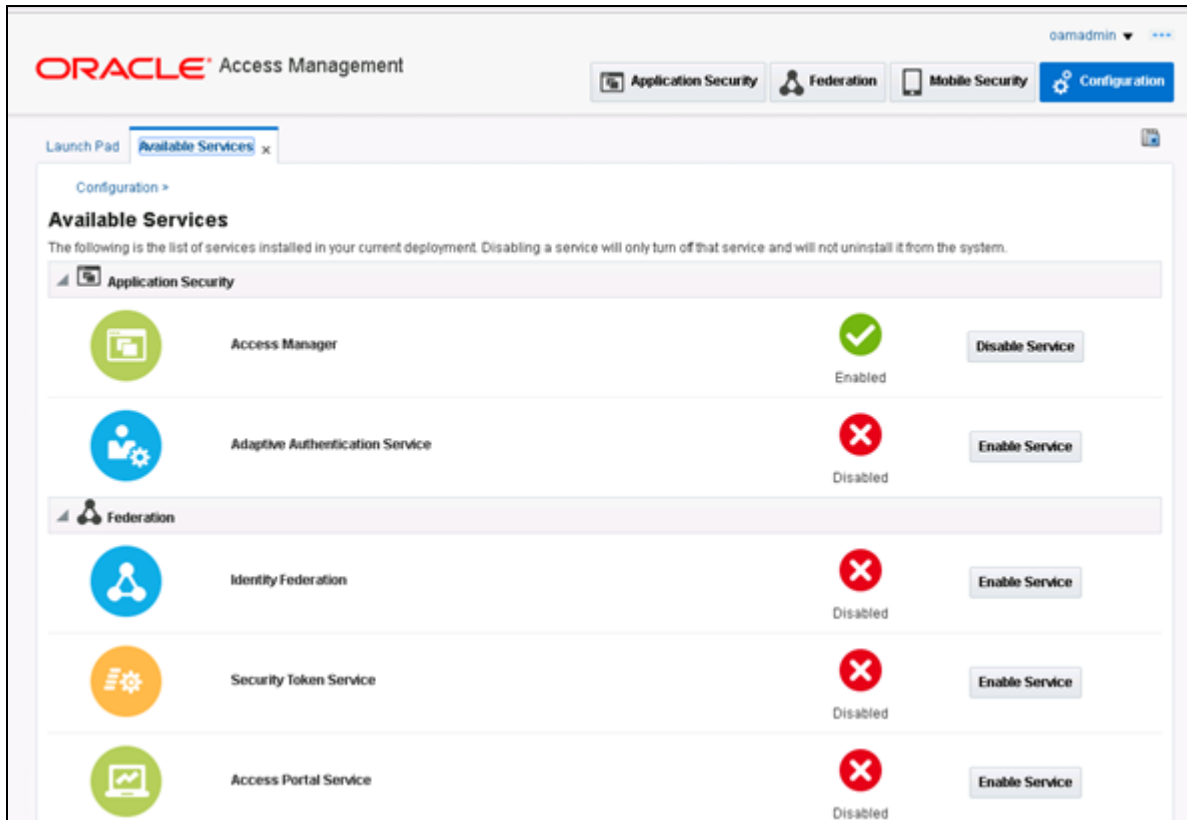 oamadmin
ORACLE Access Management
Application Security
Federation
Mobile Security
Configuration
Launch Pad
Available Services x
Configuration >
Available Services
The following is the list of services installed in your current deployment. Disabling a service will only turn off that service and will not uninstall it from the system.
Application Security
Access Manager
Enabled
Disable Service
Adaptive Authentication Service
Disabled
Enable Service
Federation
Identity Federation
Disabled
Enable Service
Security Token Service
Disabled
Enable Service
Access Portal Service
Disabled
Enable Service